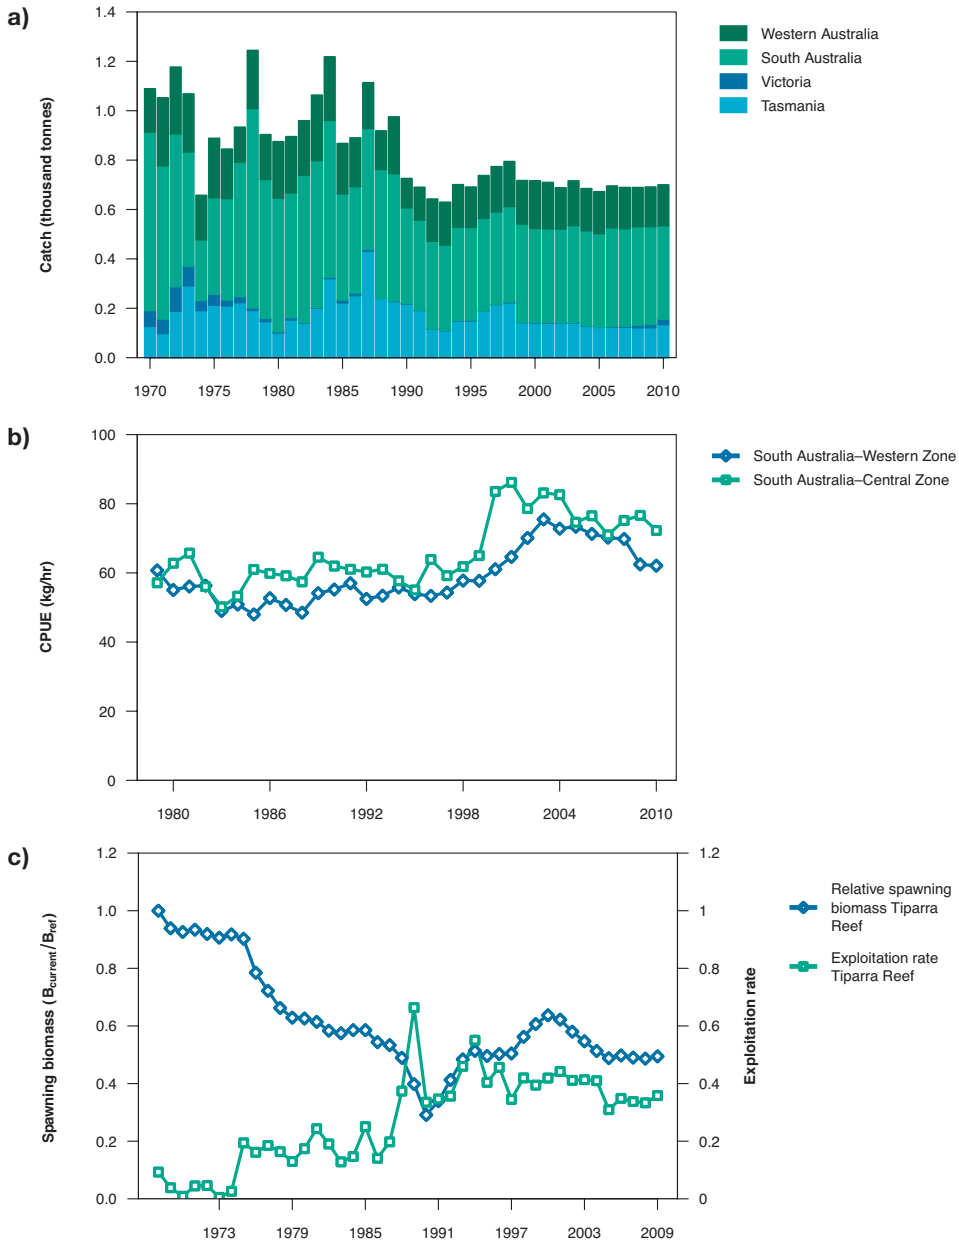 a)
1.4
1.2
1.0
0.8
0.6
0.4
0.2
0.0
Catch (thousand tonnes)
1970 1975 1980 1985 1990 1995 2000 2005 2010
Western Australia
South Australia
Victoria
Tasmania
b)
100
80
60
40
20
0
CPUE (kg/hr)
1980 1986 1992 1998 2004 2010
South Australia–Western Zone
South Australia–Central Zone
c)
1.2
1.0
0.8
0.6
0.4
0.2
0.0
Spawning biomass (Bcurrent/Bref)
1.2
1
0.8
0.6
0.4
0.2
0
Exploitation rate
1973 1979 1985 1991 1997 2003 2009
Relative spawning
biomass Tiparra
Reef
Exploitation rate
Tiparra Reef